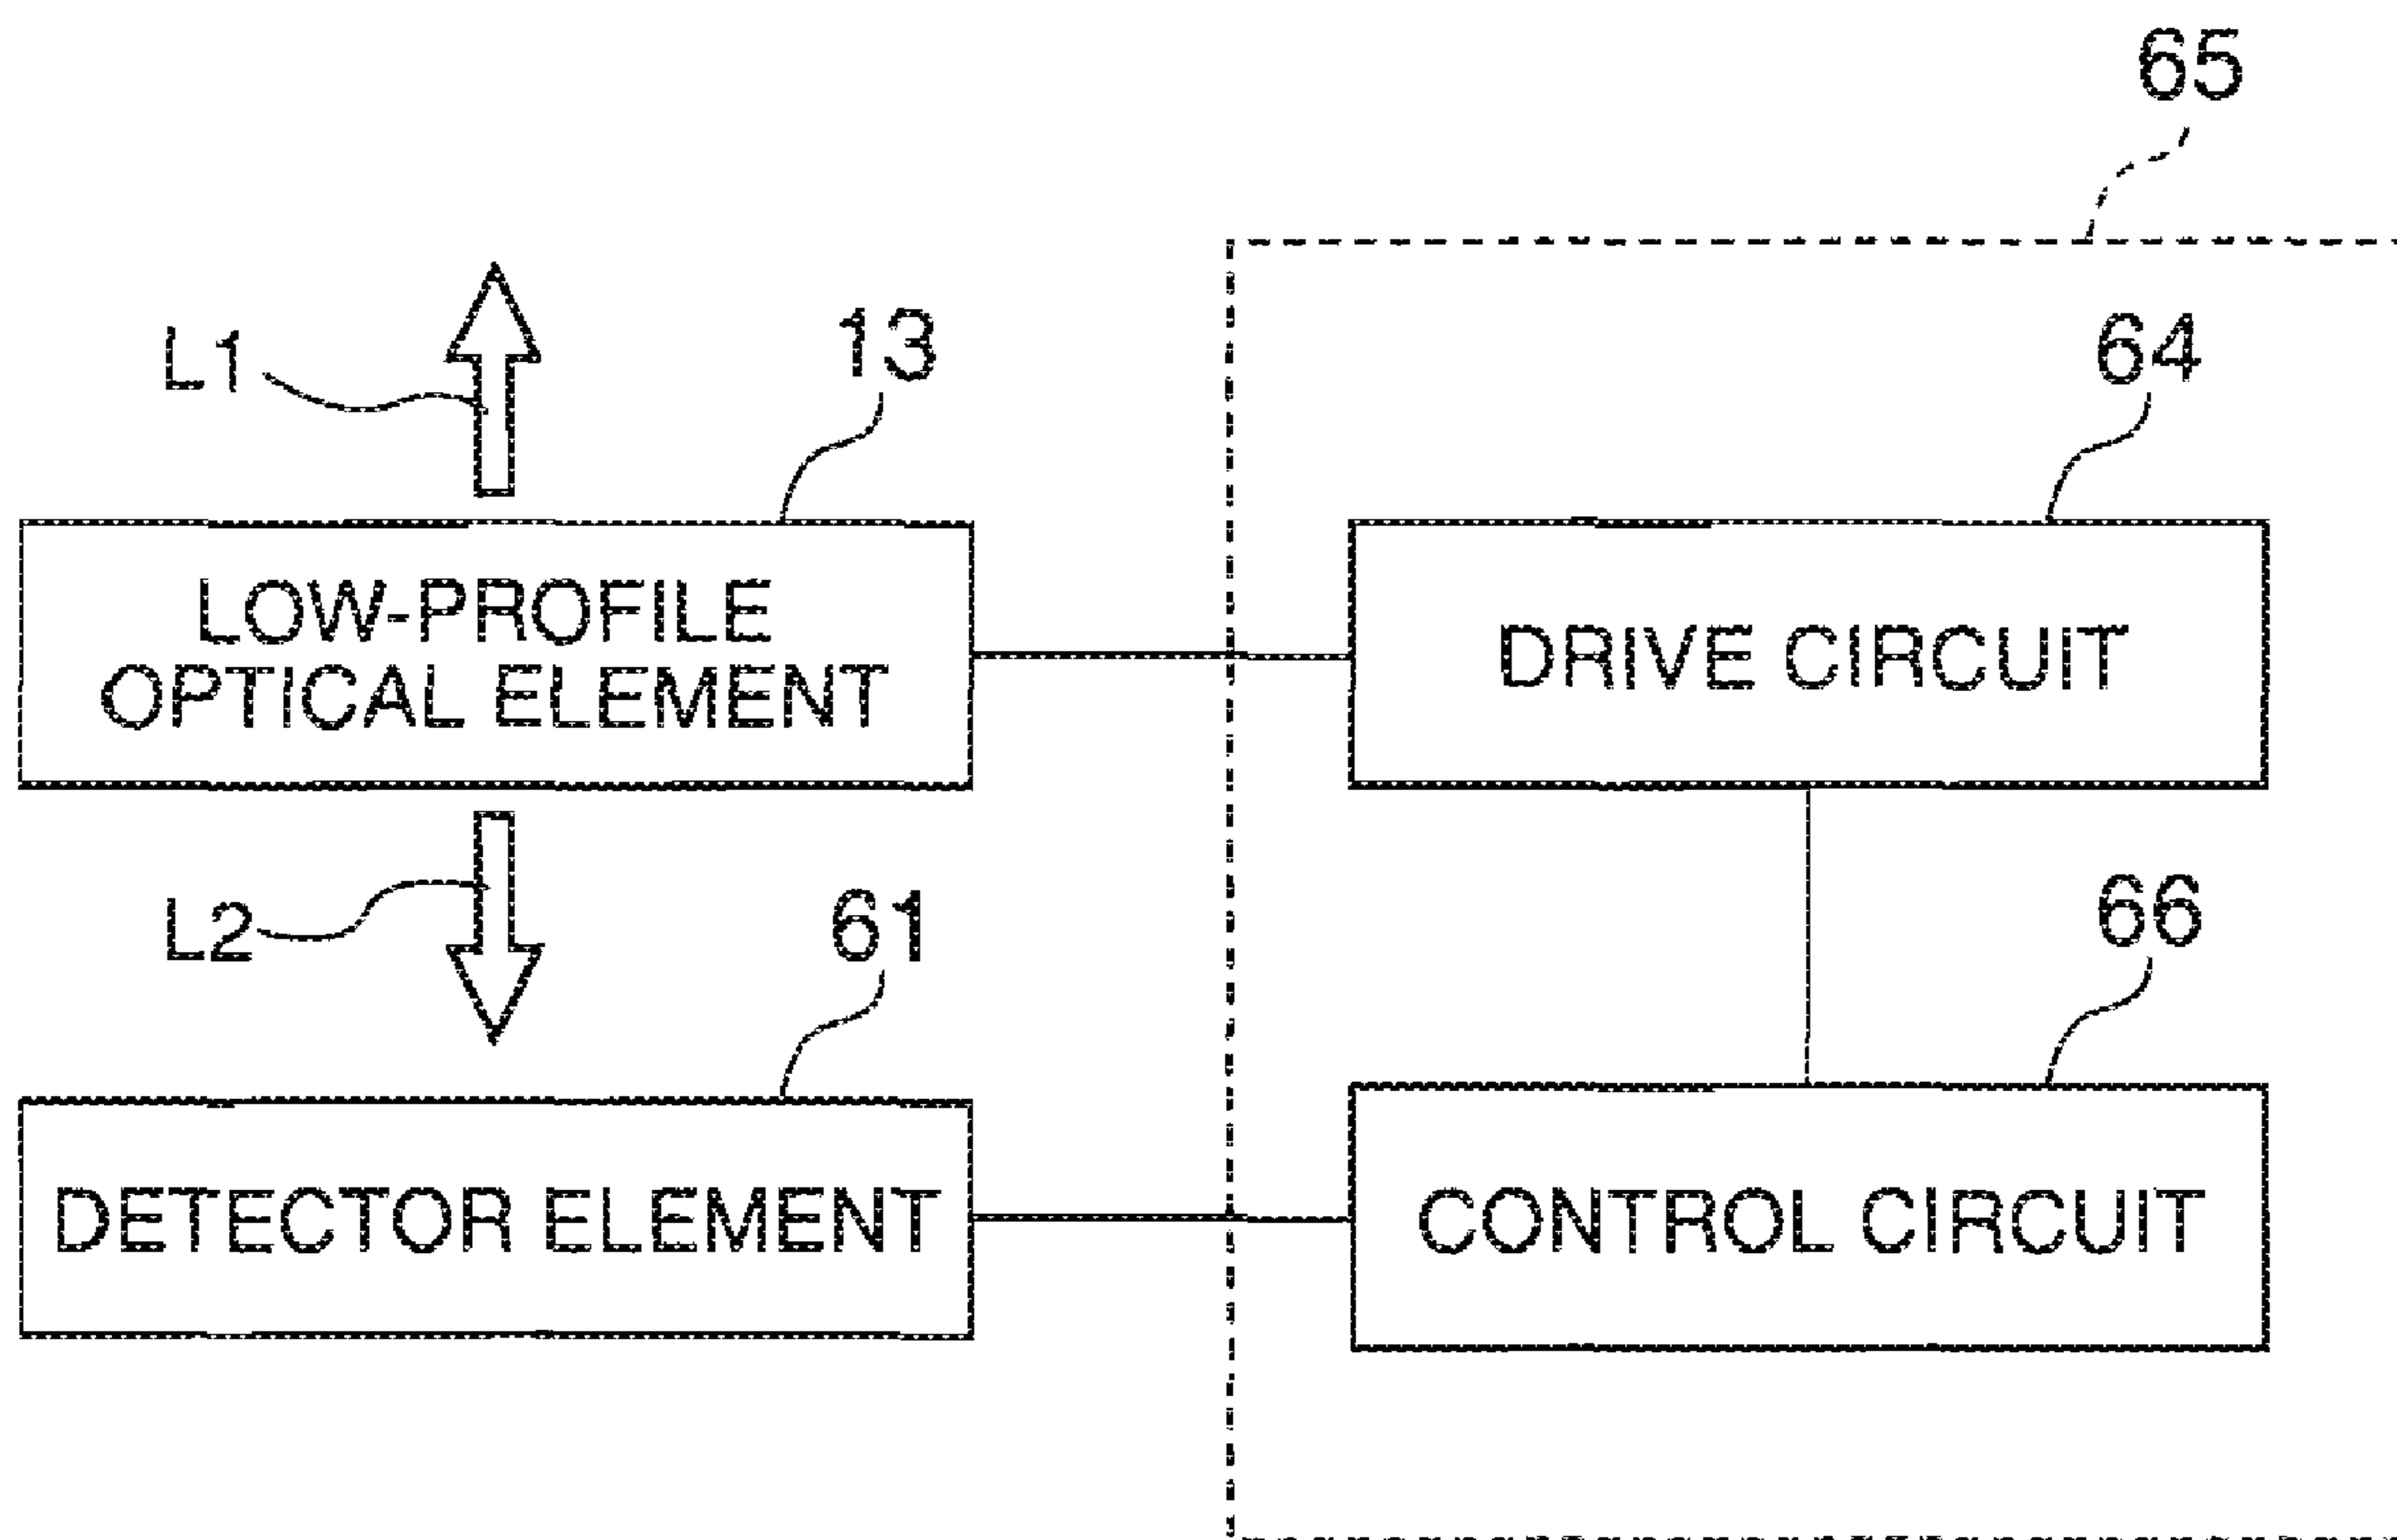 65
L1
13
64
LOW-PROFILE
OPTICAL ELEMENT
DRIVE CIRCUIT
L2
61
66
DETECTOR ELEMENT
CONTROL CIRCUIT